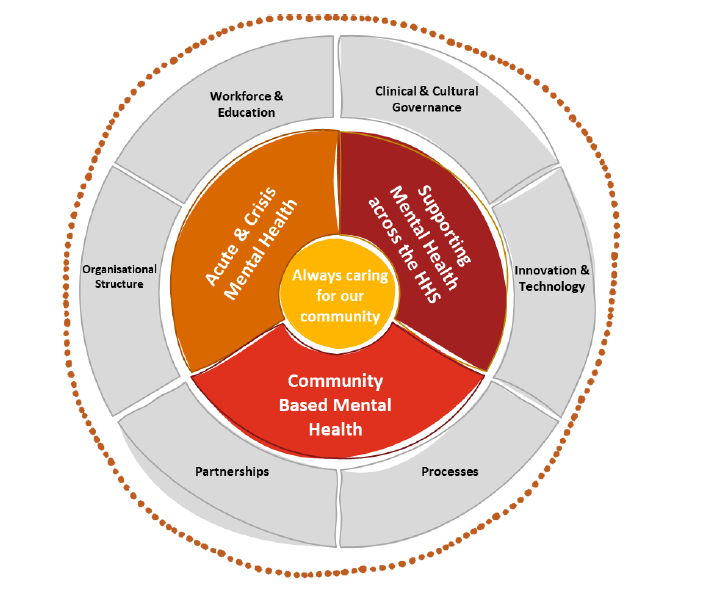 Workforce &
Education
Clinical & Cultural
Governance
Acute & Crisis
Mental Health
Supporting
Mental Health
across the HHS
Organisational
Structure
Always caring
for our
community
Innovation &
Technology
Community
Based Mental
Health
Partnerships
Processes